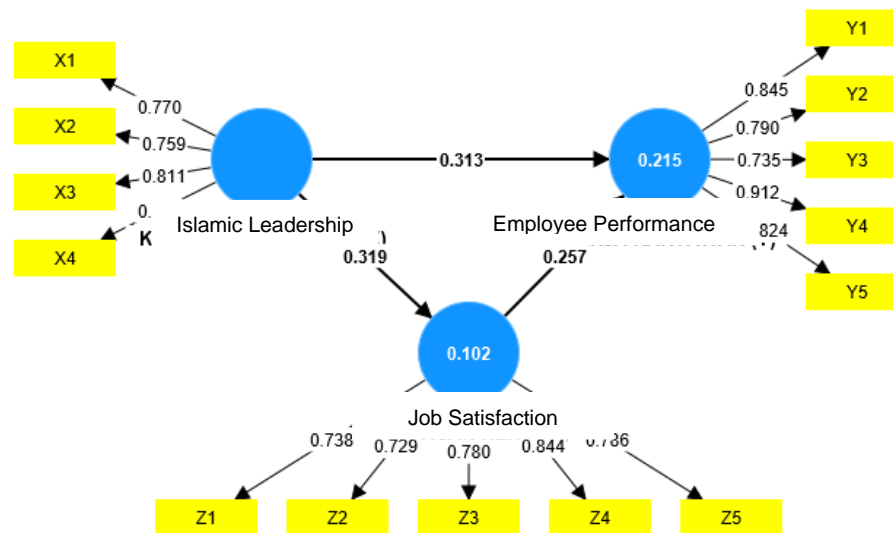 Y1
X1
0.845
0.770
Y2
X2
0.790
0.759
0.313
0.215
0.735
Y3
X3
0.811
0.912
0.
Islamic Leadership
Employee Performance
Y4
K
824
X4
0.319
0.257
Y5
0.102
Job Satisfaction
0.738
0.729
0.780
0.844
Z1
Z2
Z3
Z4
Z5